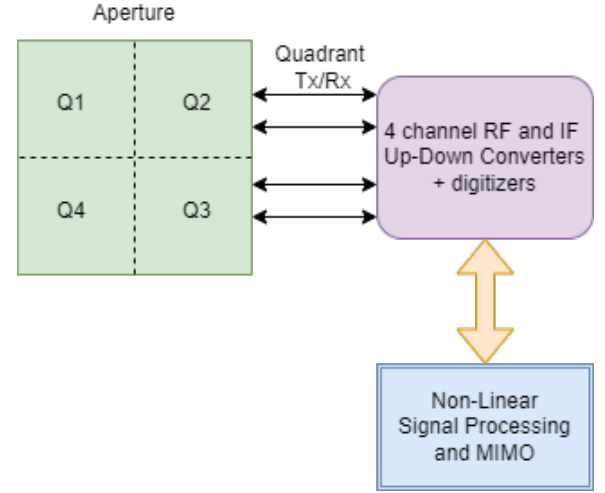 Aperture
Quadrant
Tx/Rx
Q1
Q2
Q4
Q3
4 channel RF and IF
Up-Down Converters
+ digitizers
Non-Linear
Signal Processing
and MIMO